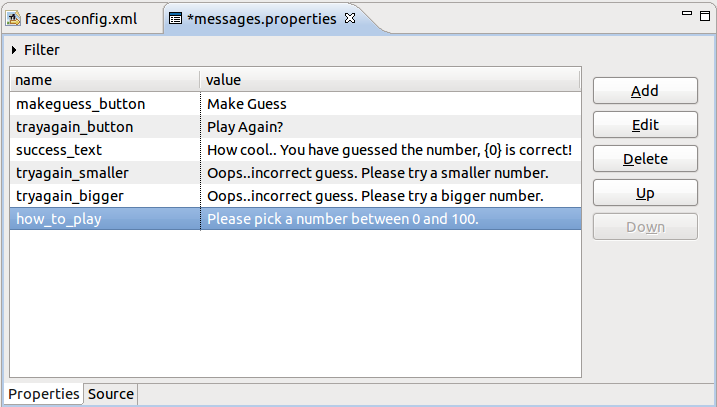 faces-config.xml *messages.properties
Filter
name value
makeguess_button Make Guess
trayagain_button Play Again?
success_text How cool.. You have guessed the number, {0} is correct!
tryagain_smaller Oops..incorrect guess. Please try a smaller number.
tryagain_bigger Oops..incorrect guess. Please try a bigger number.
how_to_play Please pick a number between 0 and 100.
Add
Edit
Delete
Up
Down
Properties Source